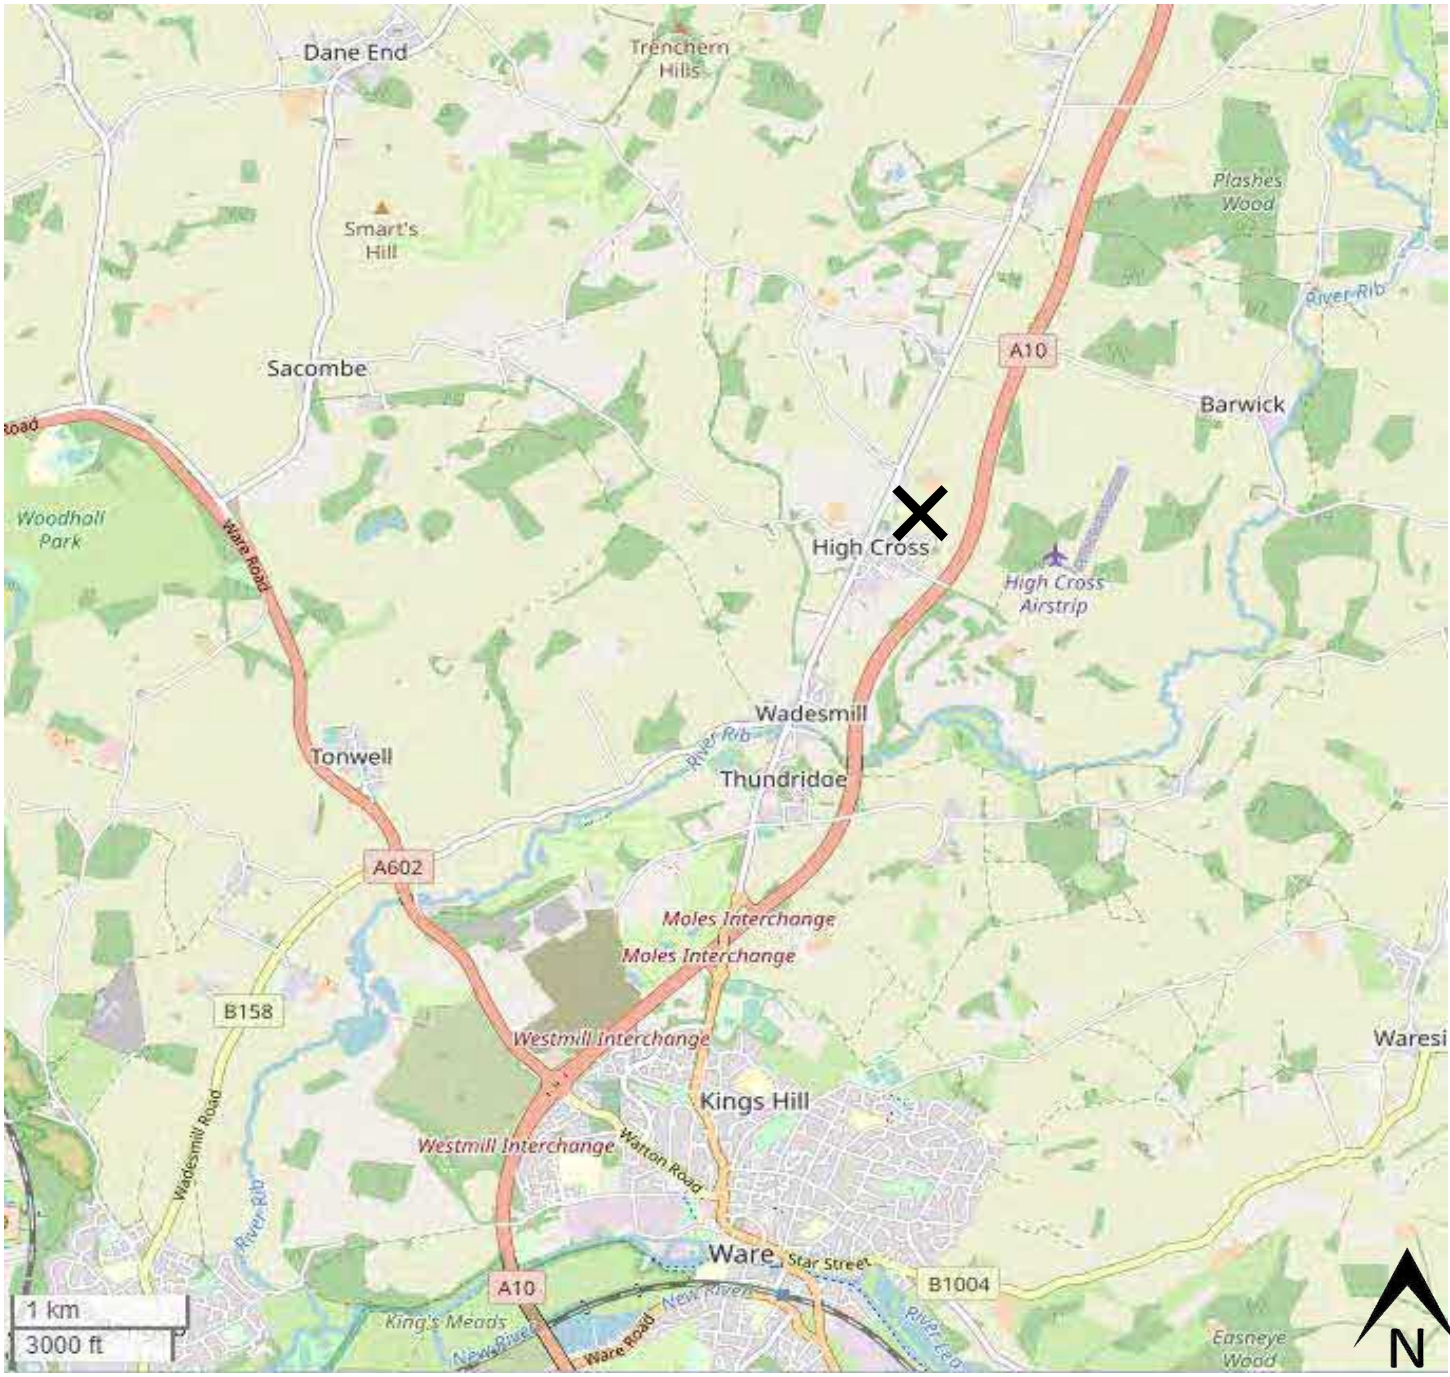 Dane End
Trenchern
Hills
Plashes
Wood
Smart's
Hill
River Rib
A10
Sacombe
Barwick
Road
Woodhall
Park
Ware Road
High Cross
High Cross
Airstrip
Wadesmill
River Rib
Tonwell
Thundridge
A602
Moles Interchange
Moles Interchange
B158
Westmill Interchange
Waresi
Kings Hill
Wadesmill Road
Westmill Interchange
Watton Road
River Rib
Ware
Star Street
B1004
A10
New River
1 km
King's Meads
3000 ft
New River
Ware Road
River Lea
Easneye
Wood
N